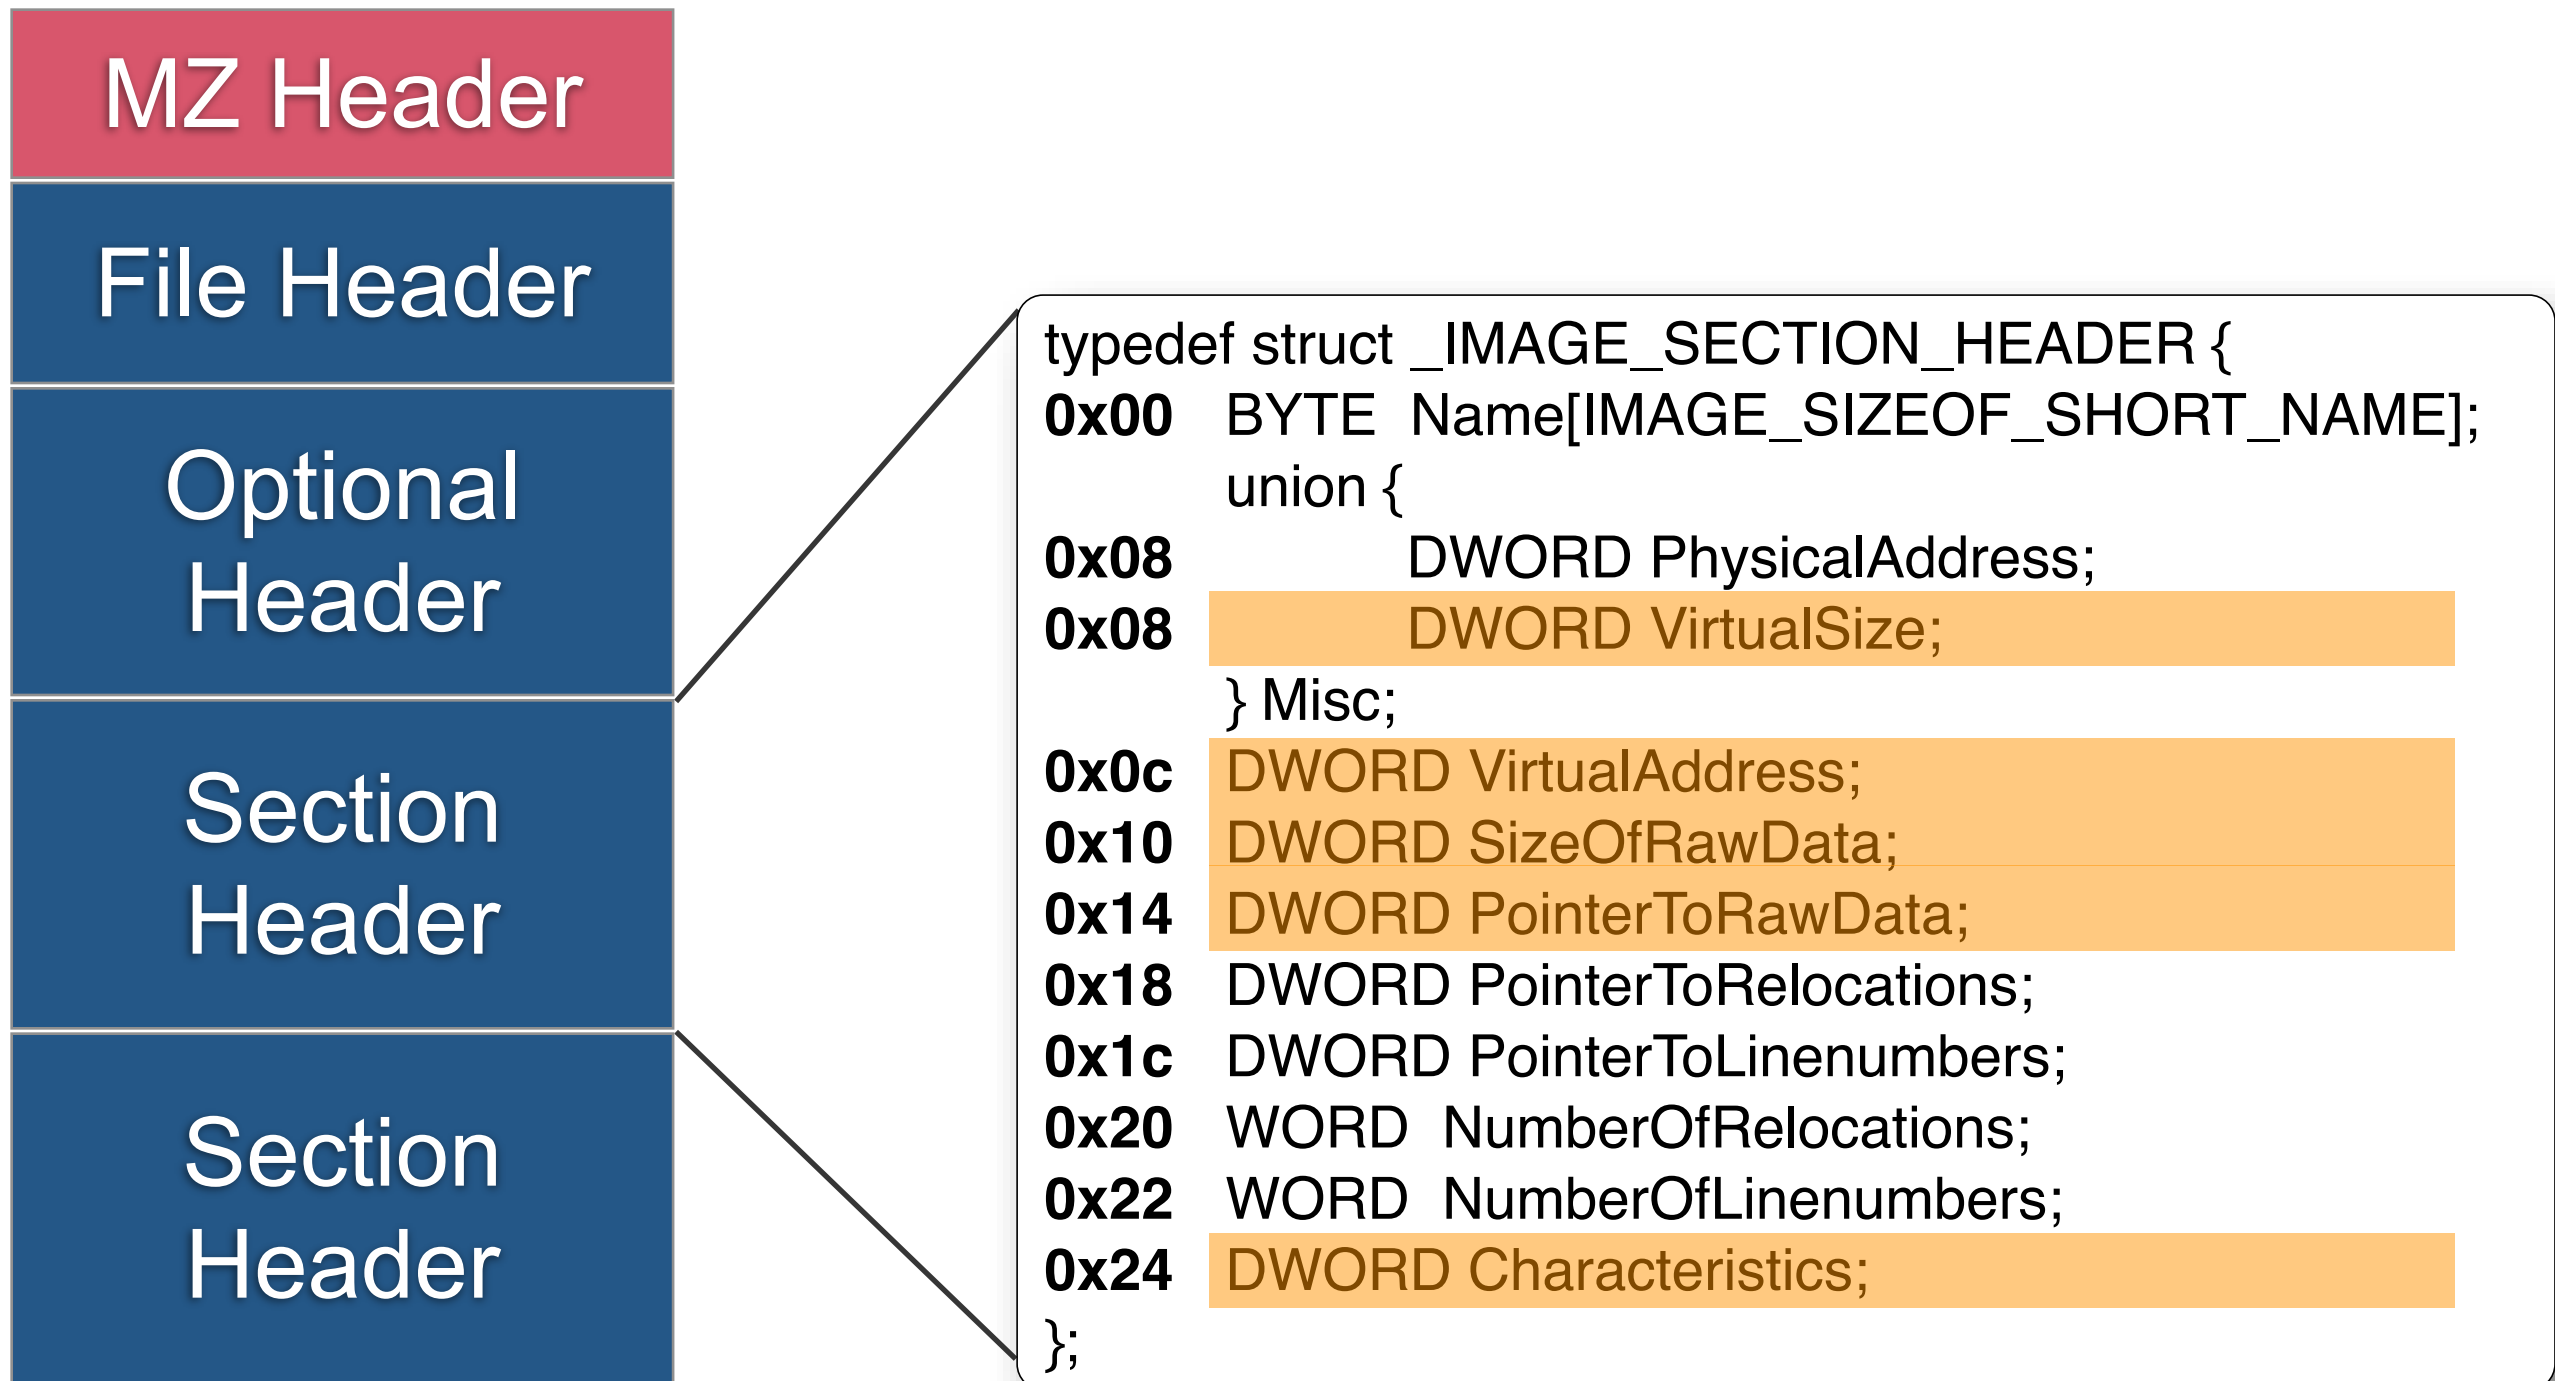 MZ Header
File Header
Optional
Header
Section
Header
Section
Header
typedef struct _IMAGE_SECTION_HEADER {
0x00 BYTE Name[IMAGE_SIZEOF_SHORT_NAME];
union {
0x08 DWORD PhysicalAddress;
0x08 DWORD VirtualSize;
} Misc;
0x0c DWORD VirtualAddress;
0x10 DWORD SizeOfRawData;
0x14 DWORD PointerToRawData;
0x18 DWORD PointerToRelocations;
0x1c DWORD PointerToLinenumbers;
0x20 WORD NumberOfRelocations;
0x22 WORD NumberOfLinenumbers;
0x24 DWORD Characteristics;
};